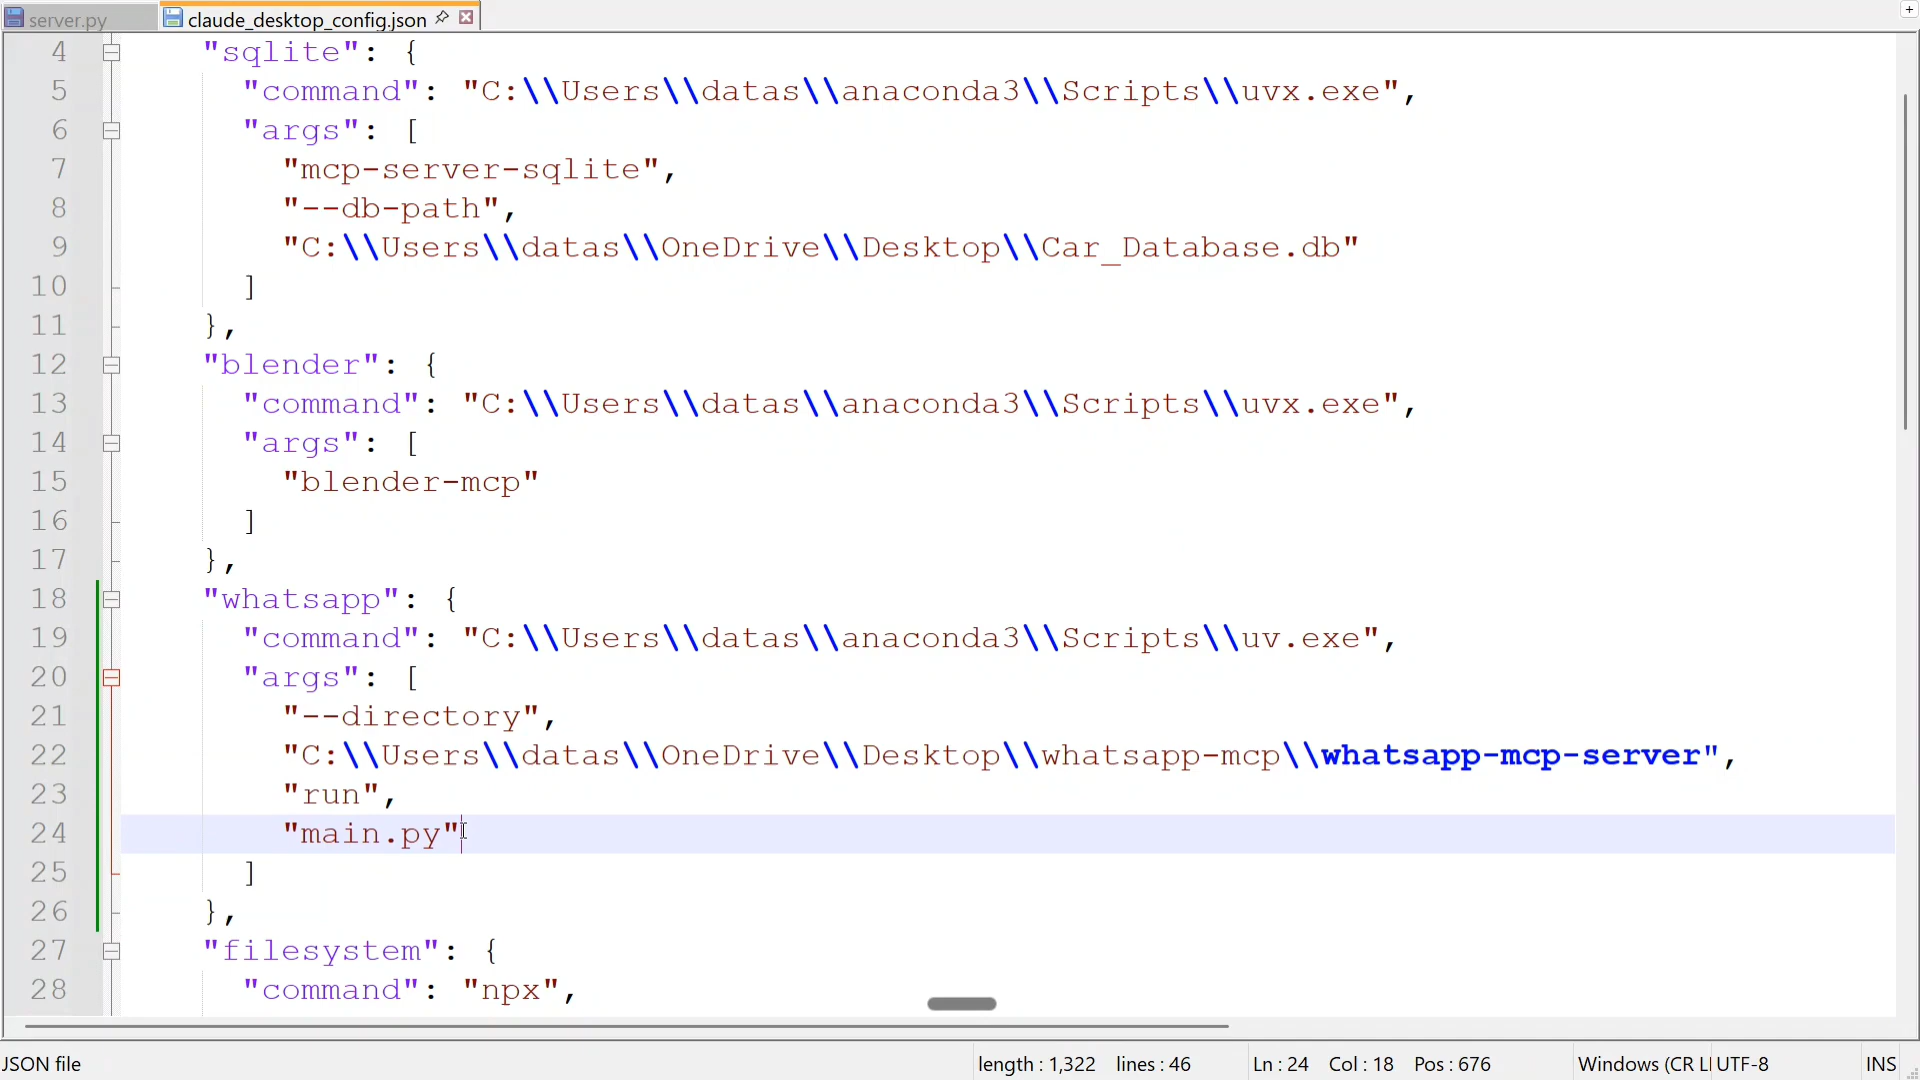 server.py claude_desktop_config.json +
4 "sqlite": {
5 "command": "C:\\Users\\datas\\anaconda3\\Scripts\\uvx.exe",
6 "args": [
7 "mcp-server-sqlite",
8 "--db-path",
9 "C:\\Users\\datas\\OneDrive\\Desktop\\Car_Database.db"
10 ]
11 },
12 "blender": {
13 "command": "C:\\Users\\datas\\anaconda3\\Scripts\\uvx.exe",
14 "args": [
15 "blender-mcp"
16 ]
17 },
18 "whatsapp": {
19 "command": "C:\\Users\\datas\\anaconda3\\Scripts\\uv.exe",
20 "args": [
21 "--directory",
22 "C:\\Users\\datas\\OneDrive\\Desktop\\whatsapp-mcp\\whatsapp-mcp-server",
23 "run",
24 "main.py"
25 ]
26 },
27 "filesystem": {
28 "command": "npx",
JSON file length : 1,322 lines : 46 Ln : 24 Col : 18 Pos : 676 Windows (CR LI UTF-8 INS